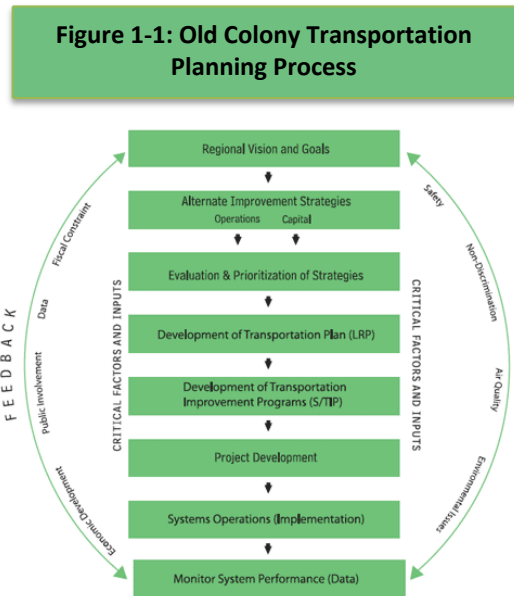 Figure 1-1: Old Colony Transportation
Planning Process
Regional Vision and Goals
Alternate Improvement Strategies
Operations Capital
Evaluation & Prioritization of Strategies
Development of Transportation Plan (LRP)
Development of Transportation
Improvement Programs (S/TIP)
Project Development
Systems Operations (Implementation)
Monitor System Performance (Data)
FEEDBACK
Fiscal Constraint
Data
Public Involvement
Economic Development
CRITICAL FACTORS AND INPUTS
CRITICAL FACTORS AND INPUTS
Safety
Non-Discrimination
Air Quality
Environmental Issues